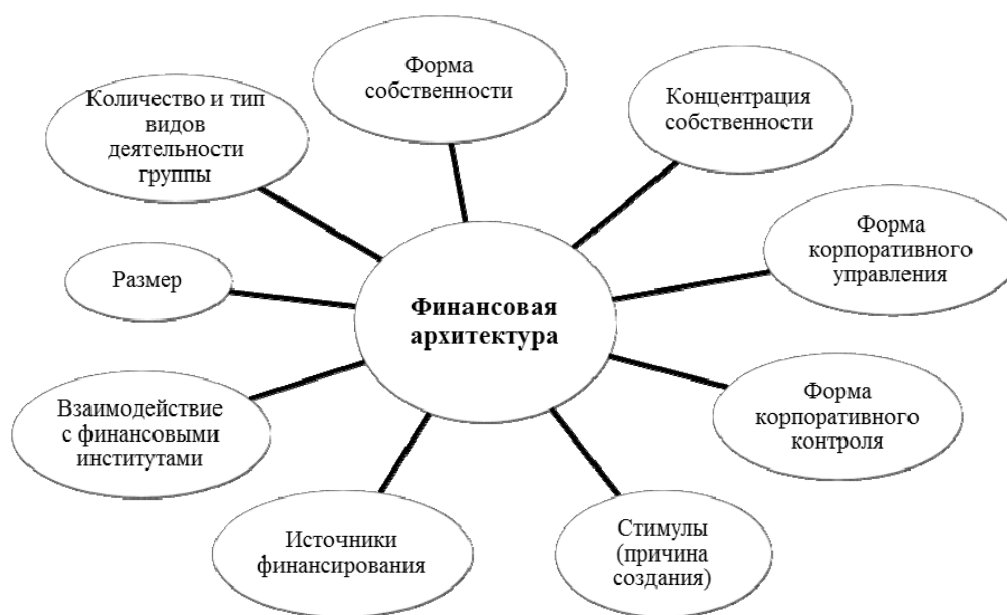 Форма
собственности
Концентрация
собственности
Количество и тип
видов
деятельности
группы
Форма
корпоративного
управления
Размер
Финансовая
архитектура
Форма
корпоративного
контроля
Взаимодействие
с финансовыми
институтами
Источники
финансирования
Стимулы
(причина
создания)